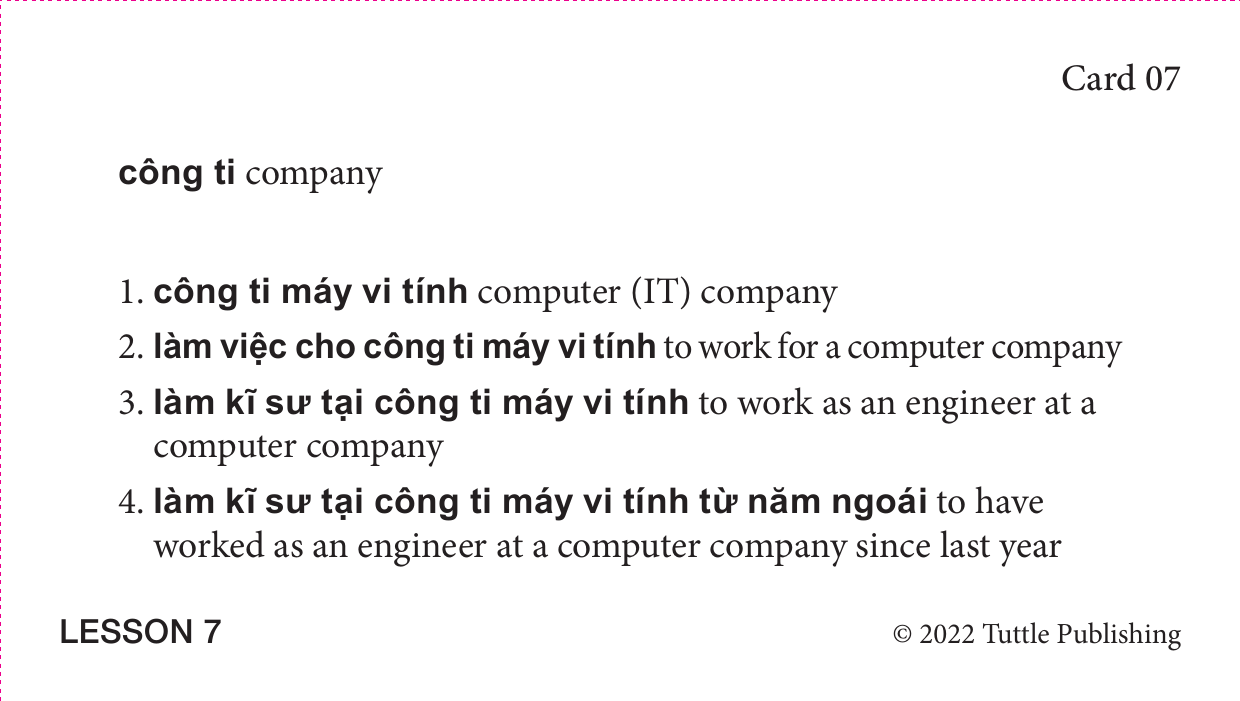 Card 07
công ti company
1. công ti máy vi tính computer (IT) company
2. làm việc cho công ti máy vi tính to work for a computer company
3. làm kĩ sư tại công ti máy vi tính to work as an engineer at a
computer company
4. làm kĩ sư tại công ti máy vi tính từ năm ngoái to have
worked as an engineer at a computer company since last year
LESSON 7
© 2022 Tuttle Publishing